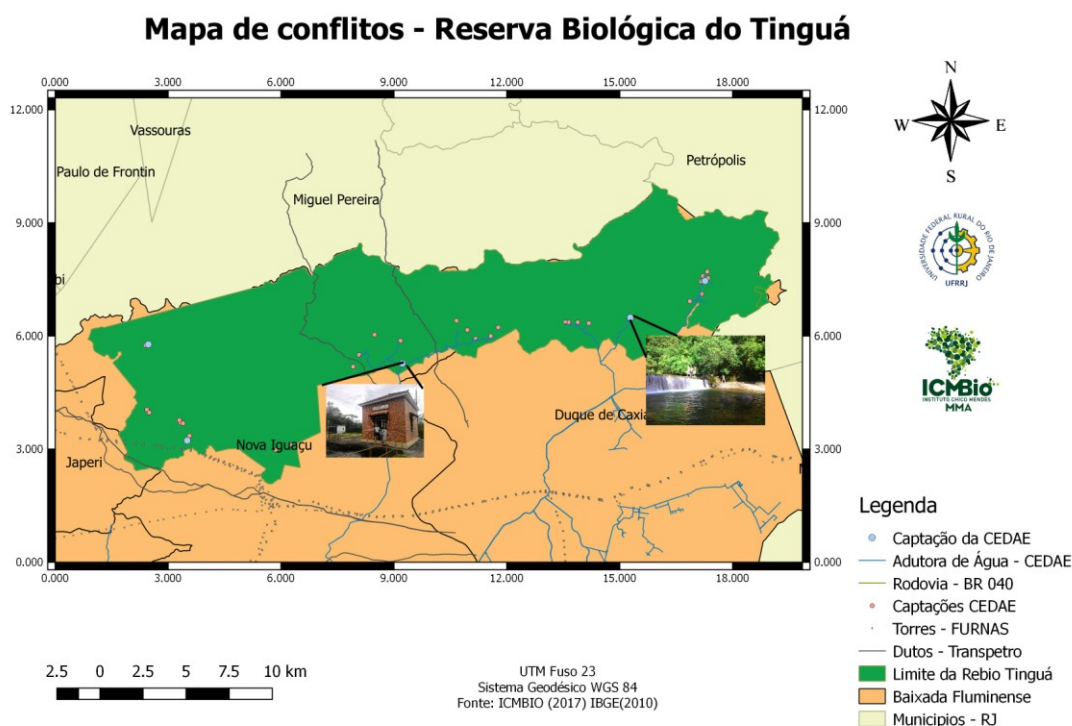 Mapa de conflitos - Reserva Biológica do Tinguá
0.000 3.000 6.000 9.000 12.000 15.000 18.000
12.000 12.000
9.000 9.000
6.000 6.000
3.000 3.000
0.000 0.000
0.000 3.000 6.000 9.000 12.000 15.000 18.000
Vassouras
Paulo de Frontin
Miguel Pereira
Petrópolis
bi
Nova Iguaçu
Japeri
Duque de Caxia
N
W E
S
UNIVERSIDADE FEDERAL RURAL DO RIO DE JANEIRO
UFRRJ
ICMBio
INSTITUTO CHICO MENDES
MMA
Legenda
Captação da CEDAE
Adutora de Água - CEDAE
Rodovia - BR 040
Captações CEDAE
Torres - FURNAS
Dutos - Transpetro
Limite da Rebio Tinguá
Baixada Fluminense
Municipios - RJ
2.5 0 2.5 5 7.5 10 km
UTM Fuso 23
Sistema Geodésico WGS 84
Fonte: ICMBIO (2017) IBGE(2010)